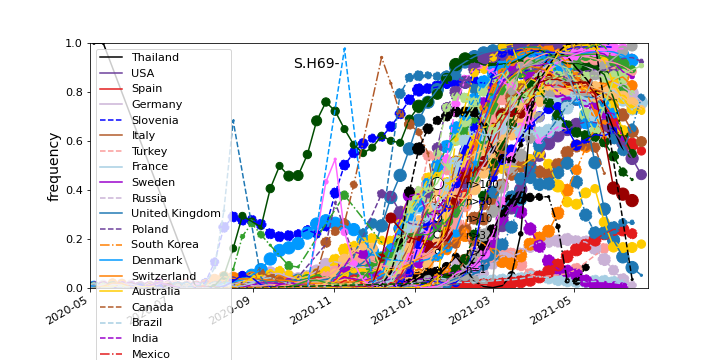 S.H69-
frequency
1.0
0.8
0.6
0.4
0.2
0.0
Thailand
USA
Spain
Germany
Slovenia
Italy
Turkey
France
Sweden
Russia
United Kingdom
Poland
South Korea
Denmark
Switzerland
Australia
Canada
Brazil
India
Mexico
n>100
n>10
2020-05
2020-09
2020-11
2021-01
2021-03
2021-05